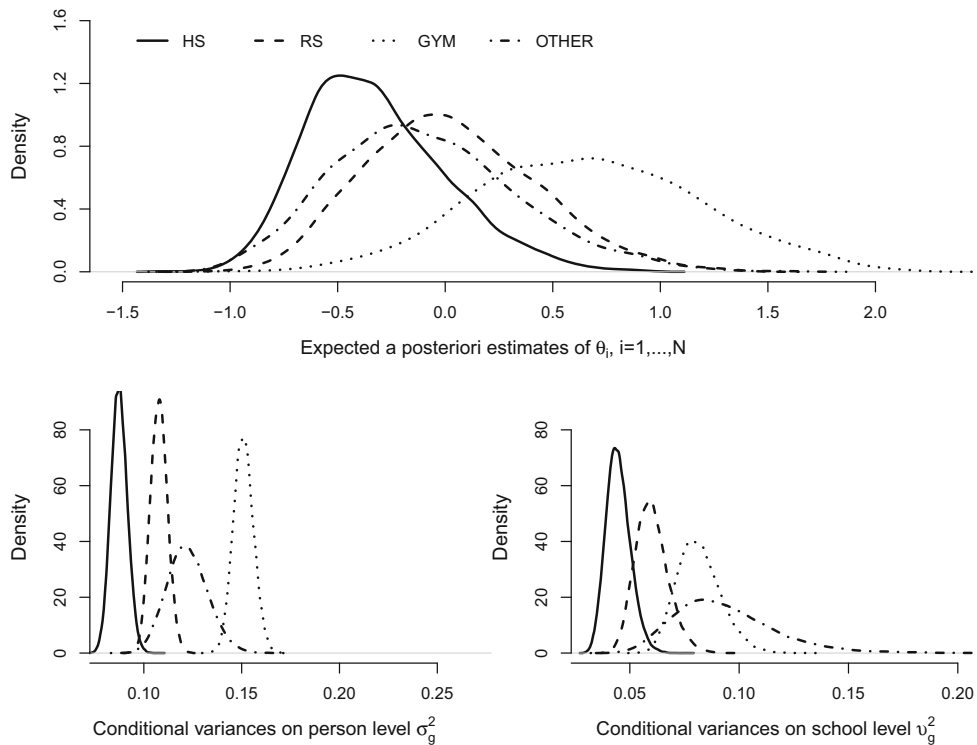 1.6
1.2
0.8
0.4
0.0
Density
HS RS GYM OTHER
−1.5 −1.0 −0.5 0.0 0.5 1.0 1.5 2.0
Expected a posteriori estimates of θ_i, i=1,...,N
80
60
40
20
0
Density
0.10 0.15 0.20 0.25
Conditional variances on person level σ²_g
80
60
40
20
0
Density
0.05 0.10 0.15 0.20
Conditional variances on school level υ²_g